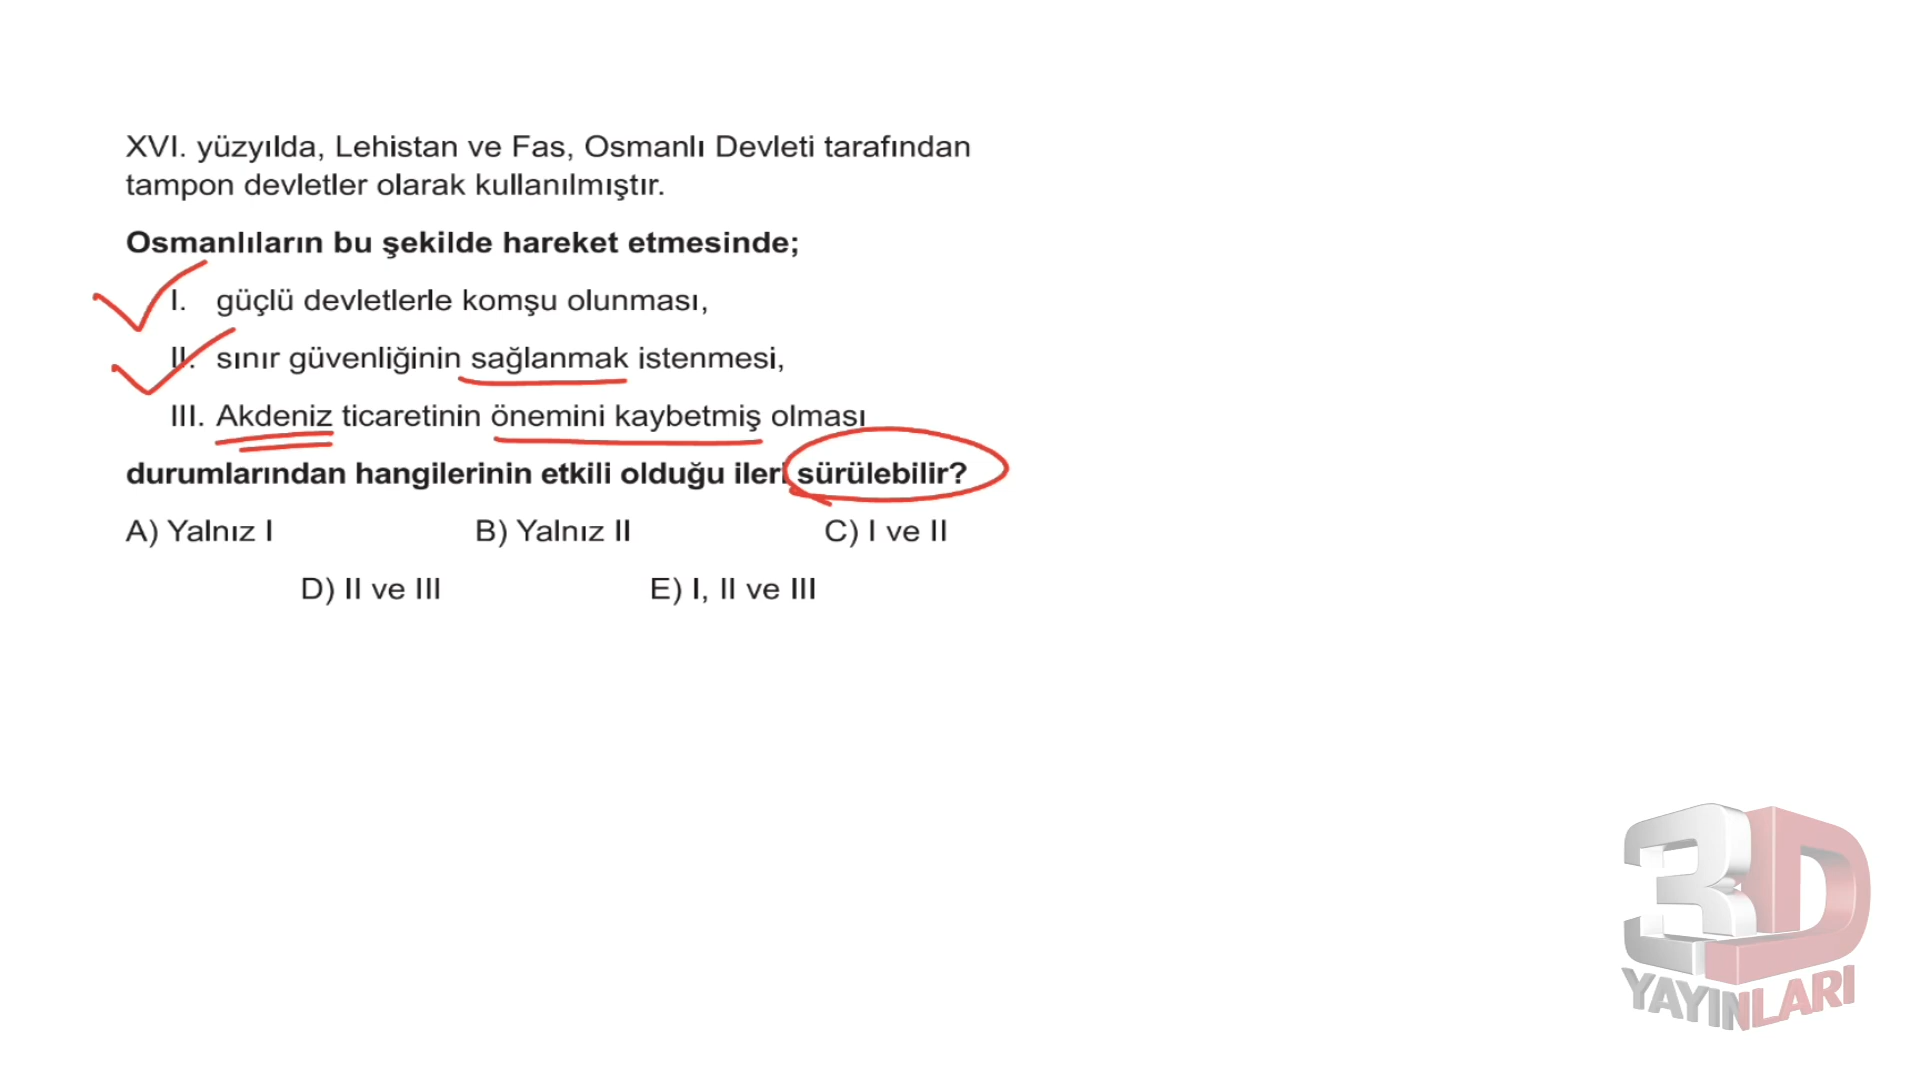 XVI. yüzyılda, Lehistan ve Fas, Osmanlı Devleti tarafından
tampon devletler olarak kullanılmıştır.
Osmanlıların bu şekilde hareket etmesinde;
I. güçlü devletlerle komşu olunması,
II. sınır güvenliğinin sağlanmak istenmesi,
III. Akdeniz ticaretinin önemini kaybetmiş olması
durumlarından hangilerinin etkili olduğu ileri sürülebilir?
A) Yalnız I B) Yalnız II C) I ve II
D) II ve III E) I, II ve III
3D
YAYINLARI